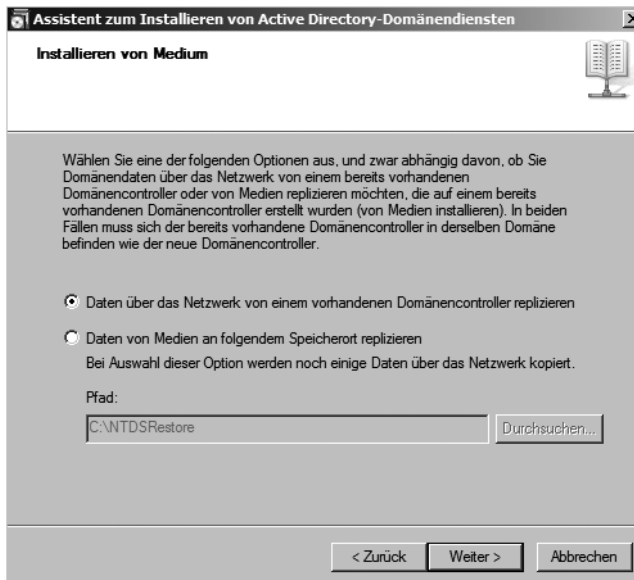 Assistent zum Installieren von Active Directory-Domänendiensten
Installieren von Medium
Wählen Sie eine der folgenden Optionen aus, und zwar abhängig davon, ob Sie
Domänendaten über das Netzwerk von einem bereits vorhandenen
Domänencontroller oder von Medien replizieren möchten, die auf einem bereits
vorhandenen Domänencontroller erstellt wurden (von Medien installieren). In beiden
Fällen muss sich der bereits vorhandene Domänencontroller in derselben Domäne
befinden wie der neue Domänencontroller.
Daten über das Netzwerk von einem vorhandenen Domänencontroller replizieren
Daten von Medien an folgendem Speicherort replizieren
Bei Auswahl dieser Option werden noch einige Daten über das Netzwerk kopiert.
Pfad:
C:\NTDSRestore Durchsuchen...
< Zurück Weiter > Abbrechen